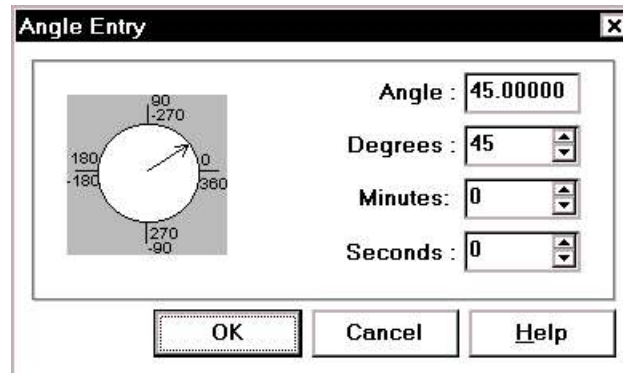 Angle Entry
90
-270
180
-180
0
360
270
-90
Angle : 45.00000
Degrees : 45
Minutes: 0
Seconds : 0
OK Cancel Help